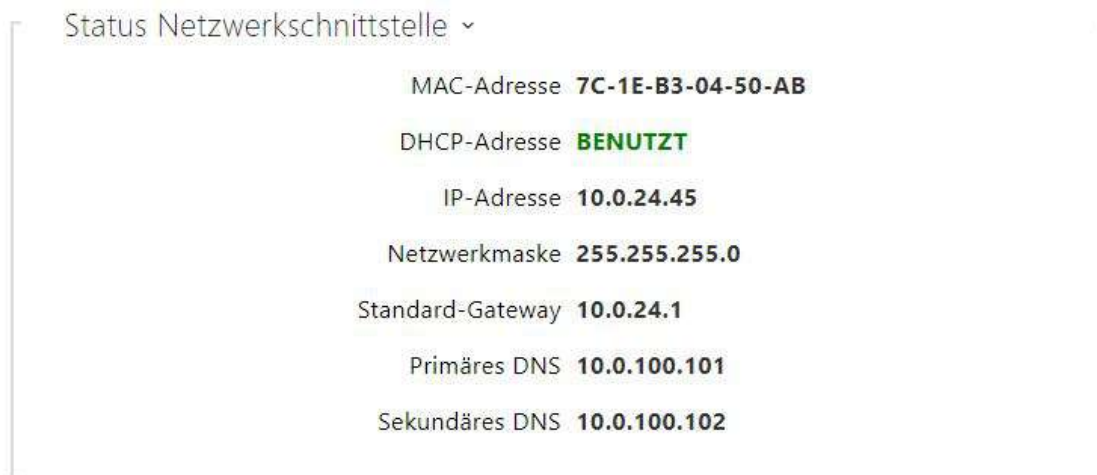 Status Netzwerkschnittstelle
MAC-Adresse 7C-1E-B3-04-50-AB
DHCP-Adresse BENUTZT
IP-Adresse 10.0.24.45
Netzwerkmaske 255.255.255.0
Standard-Gateway 10.0.24.1
Primäres DNS 10.0.100.101
Sekundäres DNS 10.0.100.102